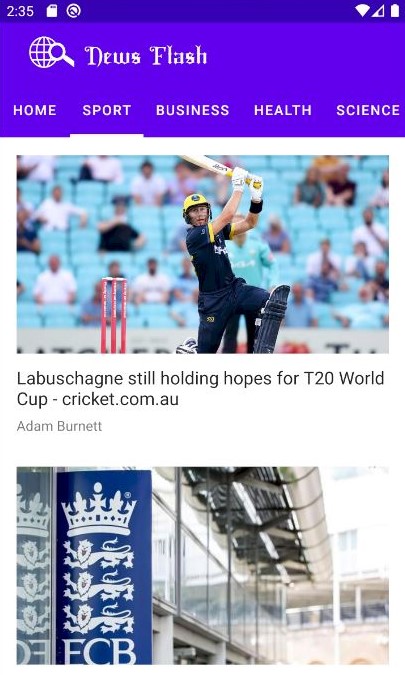 2:35
News Flash
HOME SPORT BUSINESS HEALTH SCIENCE
Labuschagne still holding hopes for T20 World
Cup - cricket.com.au
Adam Burnett
ECB